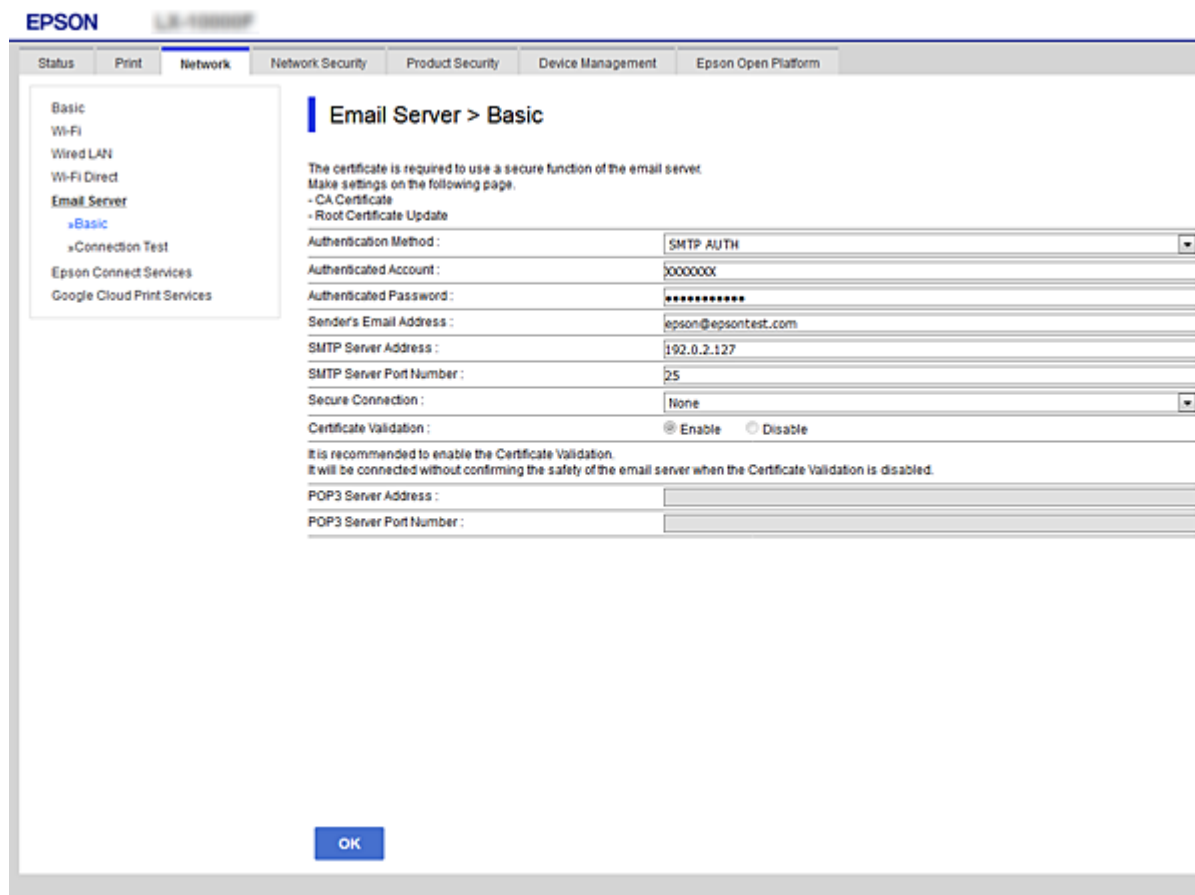 EPSON
Status Print Network Network Security Product Security Device Management Epson Open Platform
Basic
Wi-Fi
Wired LAN
Wi-Fi Direct
Email Server
»Basic
»Connection Test
Epson Connect Services
Google Cloud Print Services
Email Server > Basic
The certificate is required to use a secure function of the email server.
Make settings on the following page.
- CA Certificate
- Root Certificate Update
Authentication Method : SMTP AUTH
Authenticated Account : XXXXXXX
Authenticated Password : •••••••••••
Sender's Email Address : epson@epsontest.com
SMTP Server Address : 192.0.2.127
SMTP Server Port Number : 25
Secure Connection : None
Certificate Validation : Enable Disable
It is recommended to enable the Certificate Validation.
It will be connected without confirming the safety of the email server when the Certificate Validation is disabled.
POP3 Server Address :
POP3 Server Port Number :
OK